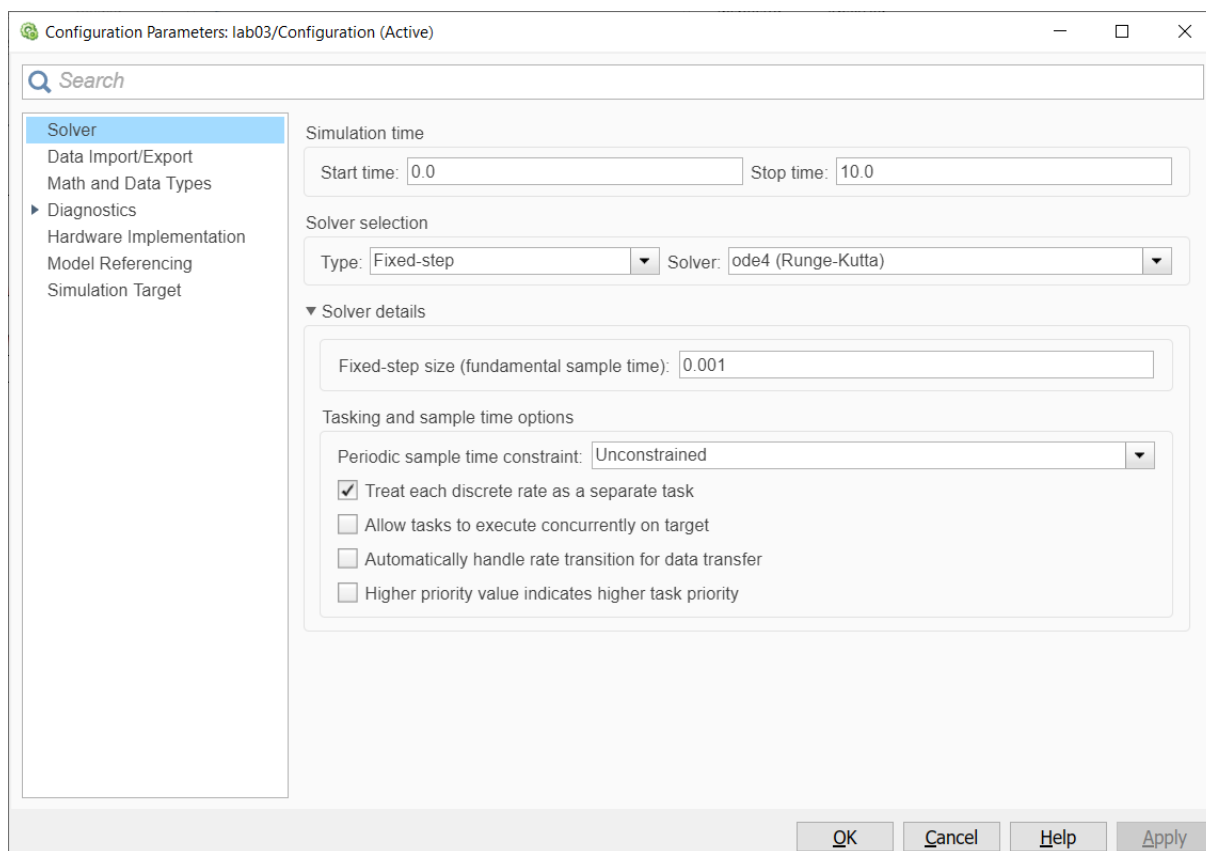 Configuration Parameters: lab03/Configuration (Active)
Search
Solver
Data Import/Export
Math and Data Types
Diagnostics
Hardware Implementation
Model Referencing
Simulation Target
Simulation time
Start time: 0.0 Stop time: 10.0
Solver selection
Type: Fixed-step Solver: ode4 (Runge-Kutta)
Solver details
Fixed-step size (fundamental sample time): 0.001
Tasking and sample time options
Periodic sample time constraint: Unconstrained
Treat each discrete rate as a separate task
Allow tasks to execute concurrently on target
Automatically handle rate transition for data transfer
Higher priority value indicates higher task priority
OK Cancel Help Apply